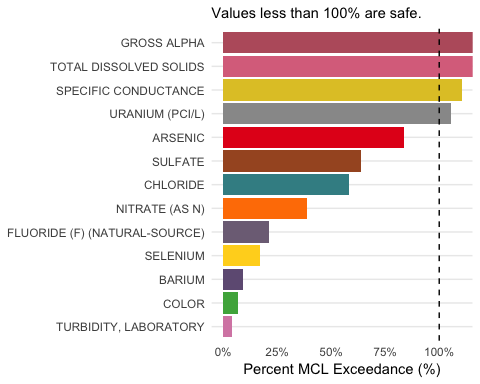 Values less than 100% are safe.
GROSS ALPHA
TOTAL DISSOLVED SOLIDS
SPECIFIC CONDUCTANCE
URANIUM (PCI/L)
ARSENIC
SULFATE
CHLORIDE
NITRATE (AS N)
FLUORIDE (F) (NATURAL-SOURCE)
SELENIUM
BARIUM
COLOR
TURBIDITY, LABORATORY
0% 25% 50% 75% 100%
Percent MCL Exceedance (%)